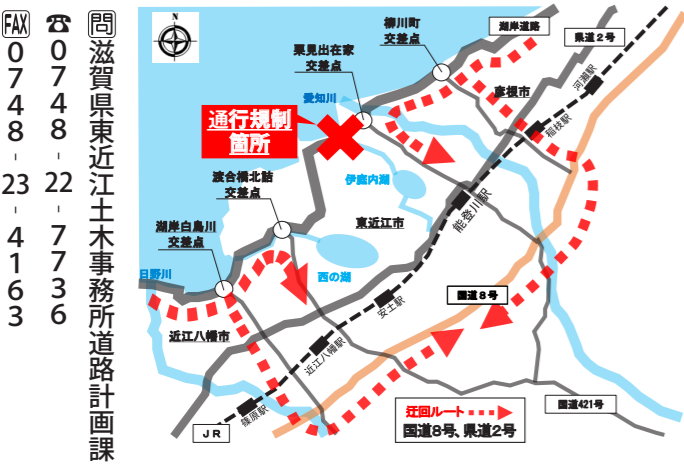 問滋賀県東近江土木事務所道路計画課
☎0748-22-7736
FAX0748-23-4163
N
柳川町
交差点
湖岸道路
県道2号
栗見出在家
交差点
河瀬駅
彦根市
愛知川
稲枝駅
通行規制
箇所
伊庭内湖
渡合橋北詰
交差点
能登川駅
東近江市
湖岸白鳥川
交差点
西の湖
日野川
国道8号
安土駅
近江八幡市
近江八幡駅
篠原駅
国道421号
JR
迂回ルート
国道8号、県道2号